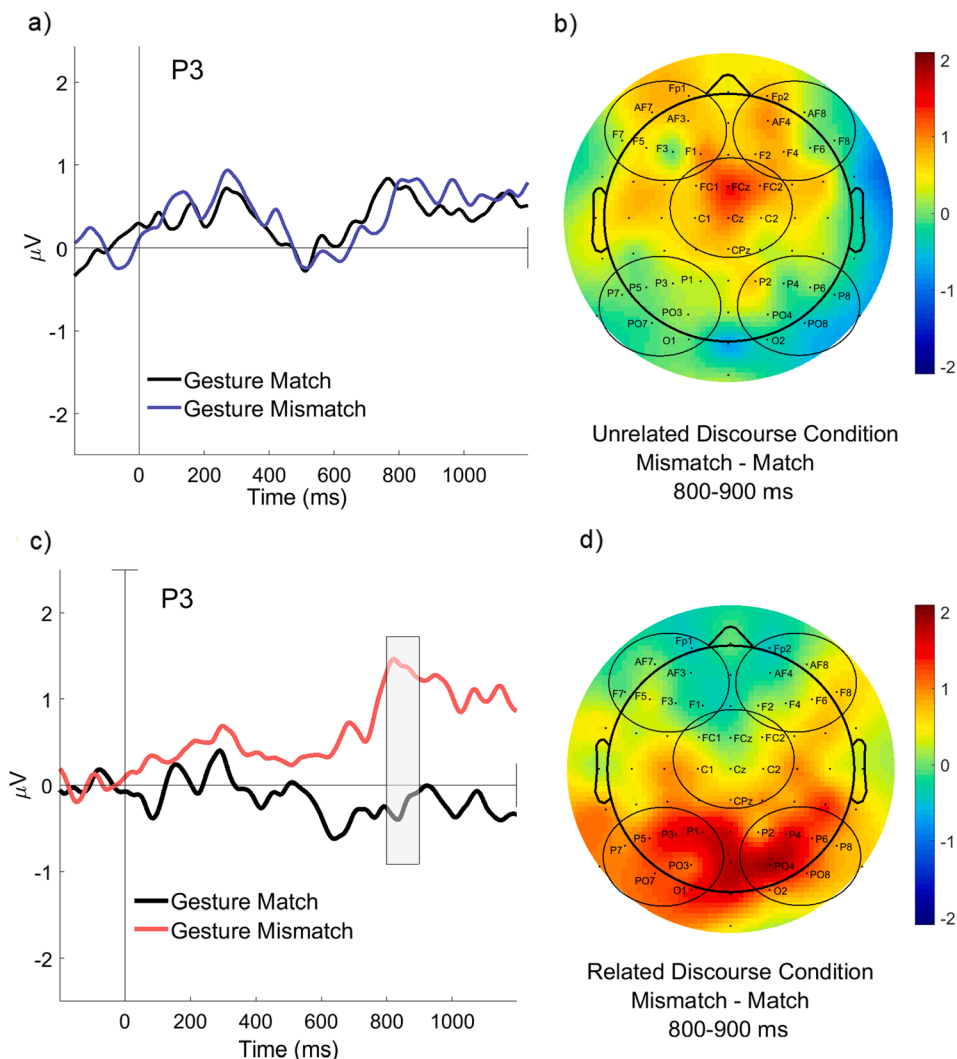 a)
P3
2
1
0
-1
-2
μV
Gesture Match
Gesture Mismatch
0 200 400 600 800 1000
Time (ms)
b)
Fp1 Fp2
AF7 AF3 AF4 AF8
F7 F5 F3 F1 F2 F4 F6 F8
FC1 FCz FC2
C1 Cz C2
CPz
P7 P5 P3 P1 P2 P4 P6 P8
PO7 PO3 PO4 PO8
O1 O2
2
1
0
-1
-2
Unrelated Discourse Condition
Mismatch - Match
800-900 ms
c)
P3
2
1
0
-1
-2
μV
Gesture Match
Gesture Mismatch
0 200 400 600 800 1000
Time (ms)
d)
Fp1 Fp2
AF7 AF3 AF4 AF8
F7 F5 F3 F1 F2 F4 F6 F8
FC1 FCz FC2
C1 Cz C2
CPz
P7 P5 P3 P1 P2 P4 P6 P8
PO7 PO3 PO4 PO8
O1 O2
2
1
0
-1
-2
Related Discourse Condition
Mismatch - Match
800-900 ms